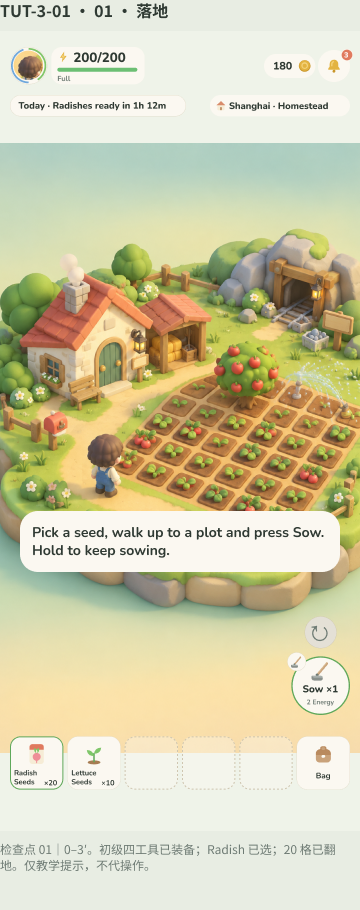 TUT-3-01 · 01 · 落地
200/200
Full
180
3
Today · Radishes ready in 1h 12m
Shanghai · Homestead
Pick a seed, walk up to a plot and press Sow.
Hold to keep sowing.
Sow ×1
2 Energy
Radish
Seeds ×20
Lettuce
Seeds ×10
Bag
检查点 01｜0–3′。初级四工具已装备；Radish 已选；20 格已翻
地。仅教学提示，不代操作。